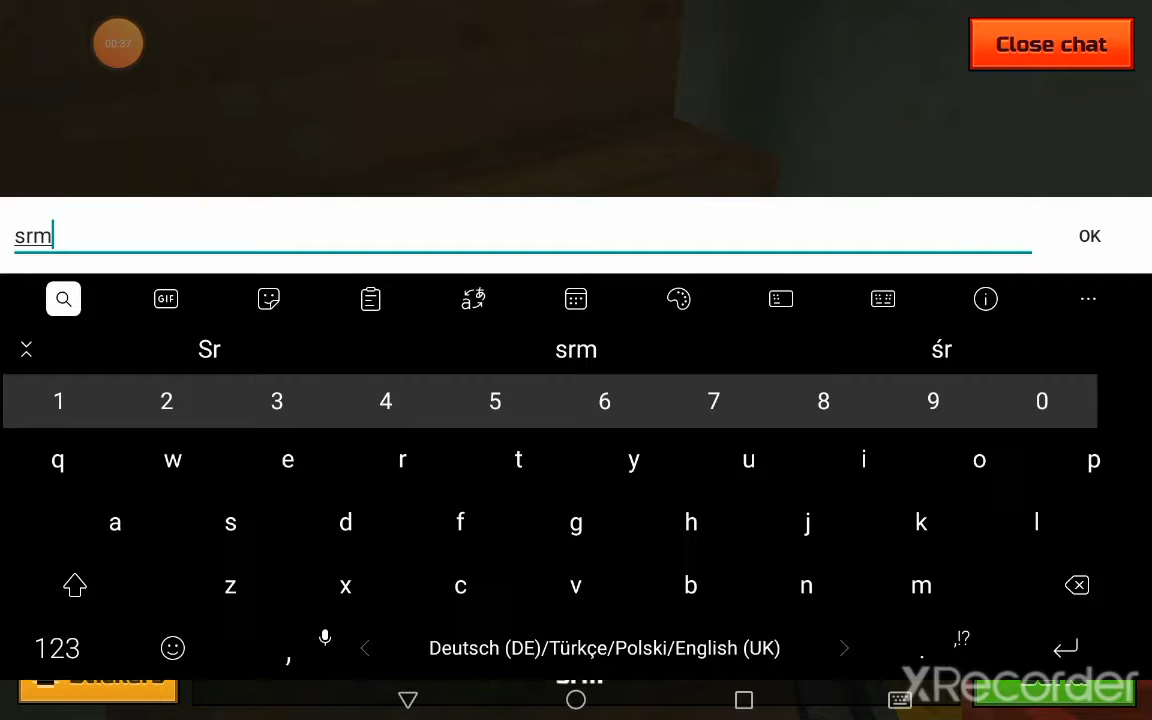 00:37
Close chat
srm
OK
GIF
Sr srm śr
1 2 3 4 5 6 7 8 9 0
q w e r t y u i o p
a s d f g h j k l
z x c v b n m
123 , Deutsch (DE)/Türkçe/Polski/English (UK) . ,!?
XRecorder